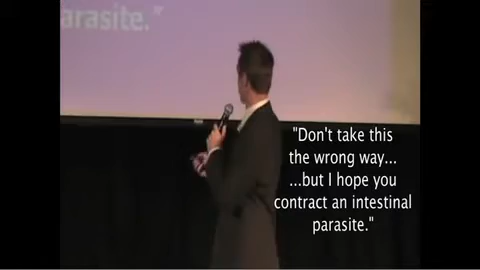 parasite.”
"Don't take this
the wrong way...
...but I hope you
contract an intestinal
parasite."